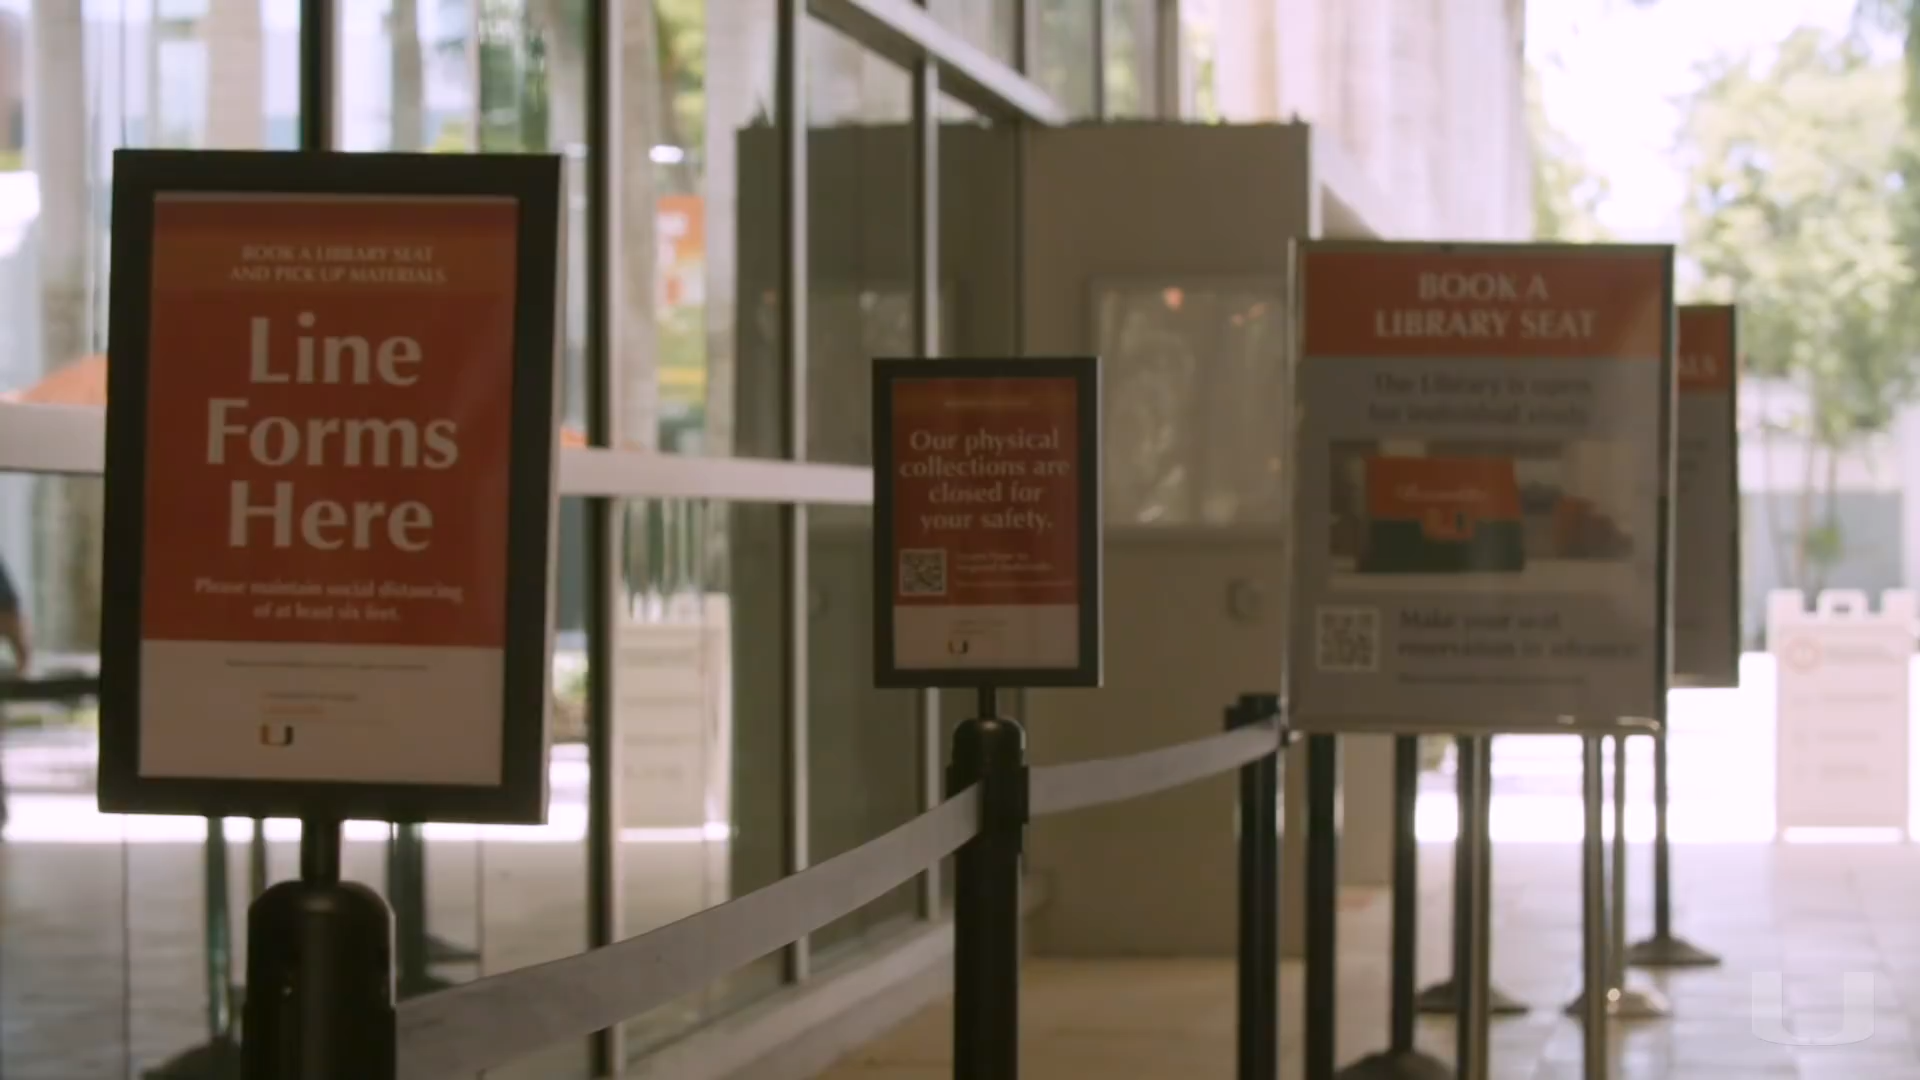 BOOK A LIBRARY SEAT
AND PICK UP MATERIALS
Line
Forms
Here
Please maintain social distancing
of at least six feet.
Our physical
collections are
closed for
your safety.
BOOK A
LIBRARY SEAT
The Library is open
for individual study
Make your seat
reservation in advance